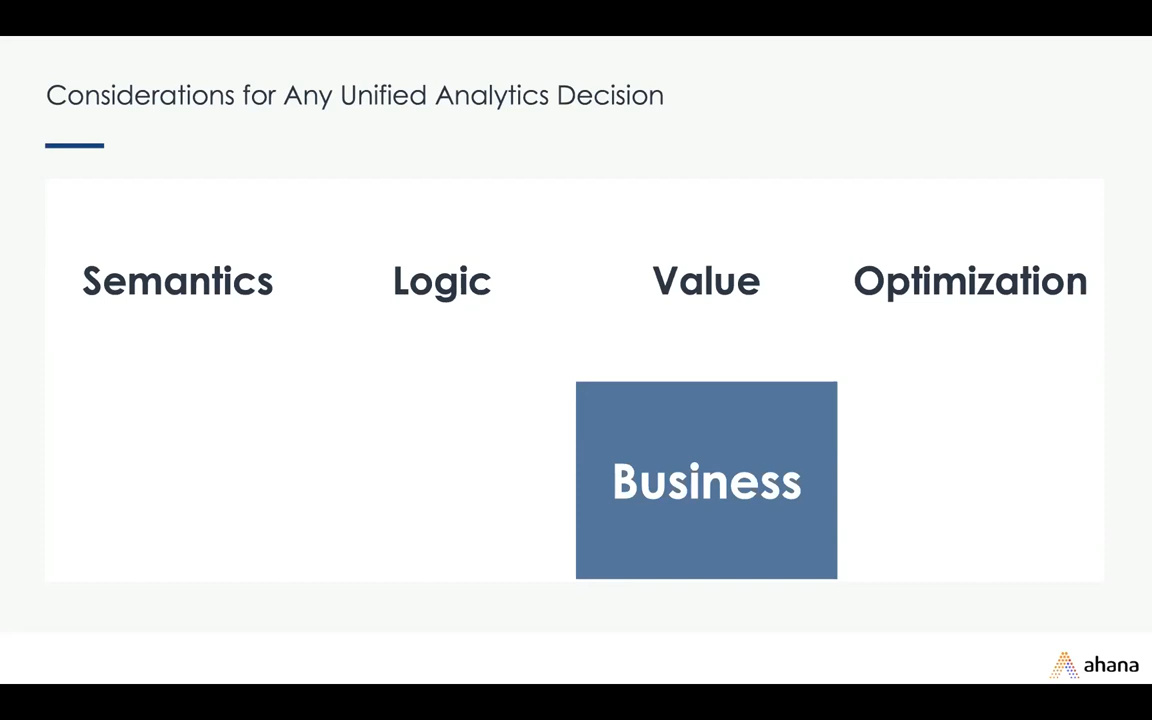 Considerations for Any Unified Analytics Decision
Semantics Logic Value Optimization
Business
ahana